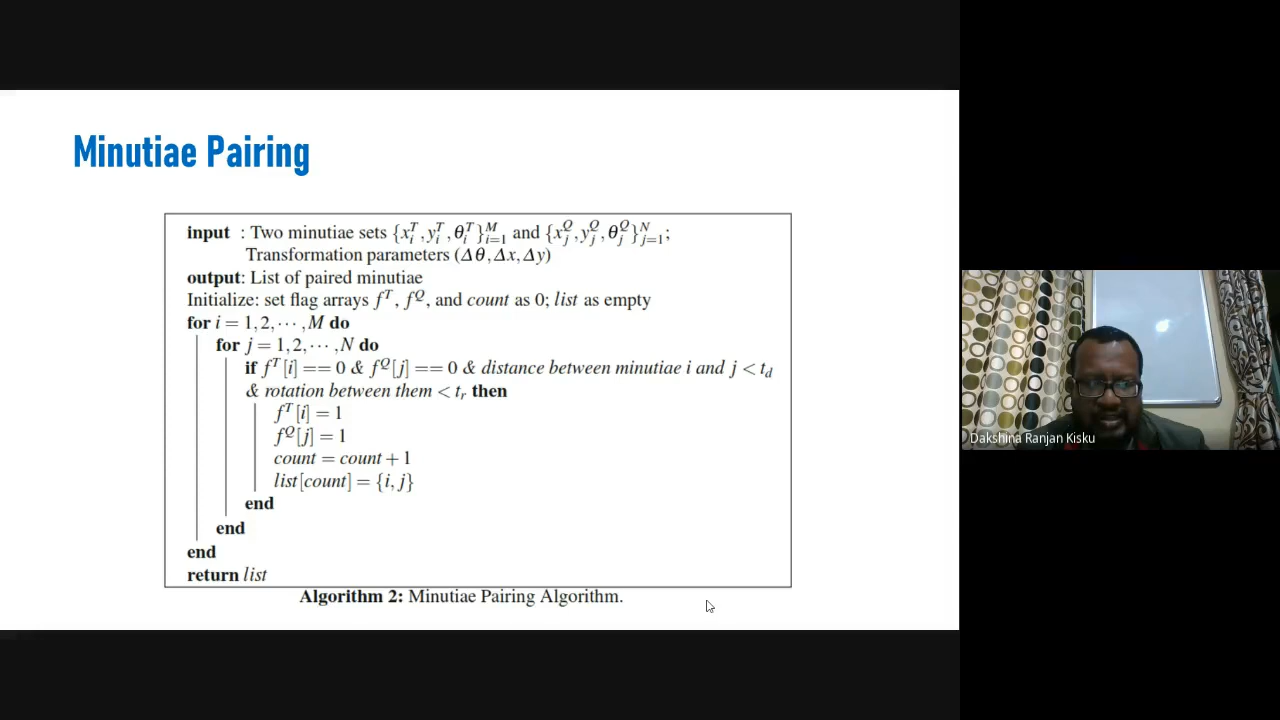 Minutiae Pairing
input : Two minutiae sets {x_i^T, y_i^T, θ_i^T}_{i=1}^M and {x_j^Q, y_j^Q, θ_j^Q}_{j=1}^N;
Transformation parameters (Δθ, Δx, Δy)
output: List of paired minutiae
Initialize: set flag arrays f^T, f^Q, and count as 0; list as empty
for i = 1, 2, ⋯, M do
for j = 1, 2, ⋯, N do
if f^T[i] == 0 & f^Q[j] == 0 & distance between minutiae i and j < t_d
& rotation between them < t_r then
f^T[i] = 1
f^Q[j] = 1
count = count + 1
list[count] = {i, j}
end
end
end
return list
Algorithm 2: Minutiae Pairing Algorithm.
Dakshina Ranjan Kisku